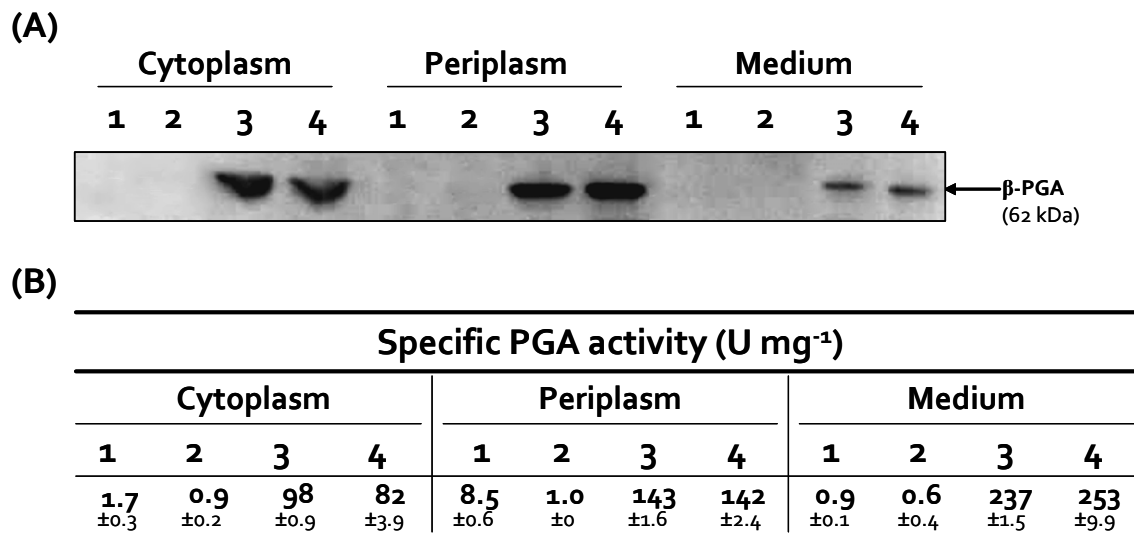 (A)
Cytoplasm Periplasm Medium
1 2 3 4 1 2 3 4 1 2 3 4
β-PGA
(62 kDa)
(B)
Specific PGA activity (U mg-1)
Cytoplasm Periplasm Medium
1 2 3 4 1 2 3 4 1 2 3 4
1.7 0.9 98 82 8.5 1.0 143 142 0.9 0.6 237 253
±0.3 ±0.2 ±0.9 ±3.9 ±0.6 ±0 ±1.6 ±2.4 ±0.1 ±0.4 ±1.5 ±9.9